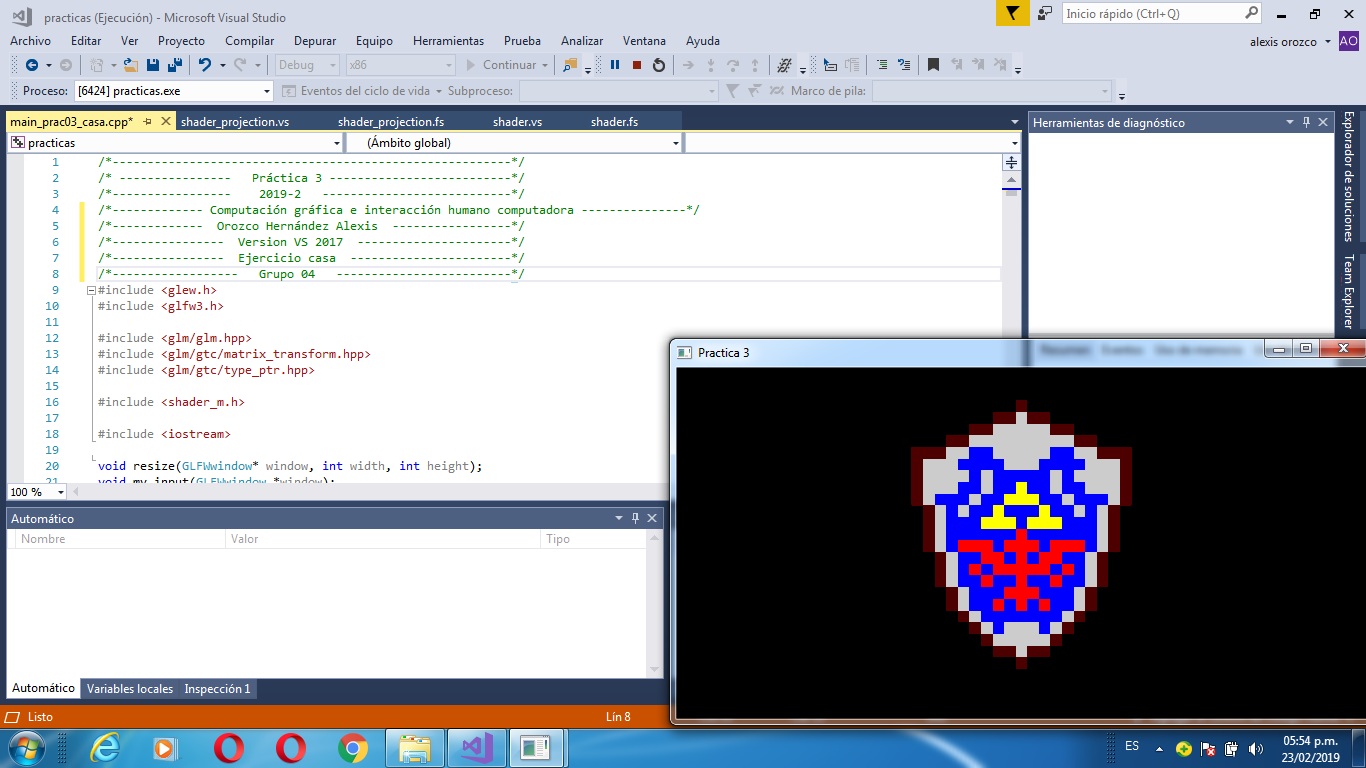 practicas (Ejecución) - Microsoft Visual Studio
Inicio rápido (Ctrl+Q)
Archivo Editar Ver Proyecto Compilar Depurar Equipo Herramientas Prueba Analizar Ventana Ayuda
alexis orozco AO
Debug x86 Continuar
Proceso: [6424] practicas.exe Eventos del ciclo de vida Subproceso: Marco de pila:
main_prac03_casa.cpp* shader_projection.vs shader_projection.fs shader.vs shader.fs
Herramientas de diagnóstico
Explorador de soluciones
Team Explorer
practicas (Ámbito global)
1 /*---------------------------------------------------------*/
2 /* ---------------- Práctica 3 --------------------------*/
3 /*----------------- 2019-2 ---------------------------*/
4 /*------------- Computación gráfica e interacción humano computadora ---------------*/
5 /*------------- Orozco Hernández Alexis -----------------*/
6 /*---------------- Version VS 2017 ----------------------*/
7 /*---------------- Ejercicio casa -----------------------*/
8 /*------------------ Grupo 04 -------------------------*/
9 #include <glew.h>
10 #include <glfw3.h>
11
12 #include <glm/glm.hpp>
13 #include <glm/gtc/matrix_transform.hpp>
14 #include <glm/gtc/type_ptr.hpp>
15
16 #include <shader_m.h>
17
18 #include <iostream>
19
20 void resize(GLFWwindow* window, int width, int height);
21 void my_input(GLFWwindow *window);
100 %
Practica 3
Automático
Nombre Valor Tipo
Automático Variables locales Inspección 1
Listo Lín 8
ES
05:54 p.m.
23/02/2019